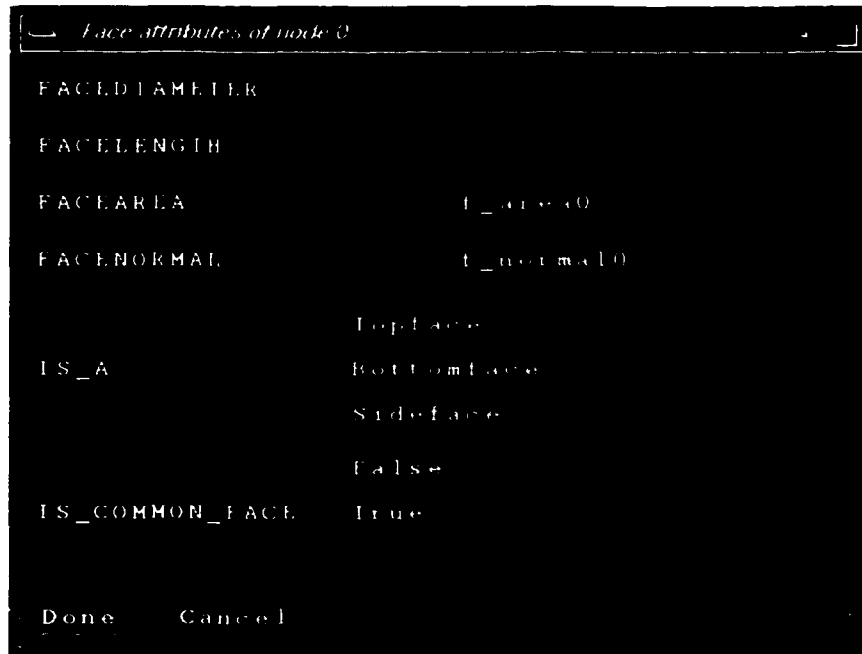 Face attributes of node 0
FACEDIAMETER
FACELENGTH
FACEAREA f_area0
FACENORMAL f_normal0
Topface
IS_A Bottomface
Sideface
False
IS_COMMON_FACE True
Done Cancel